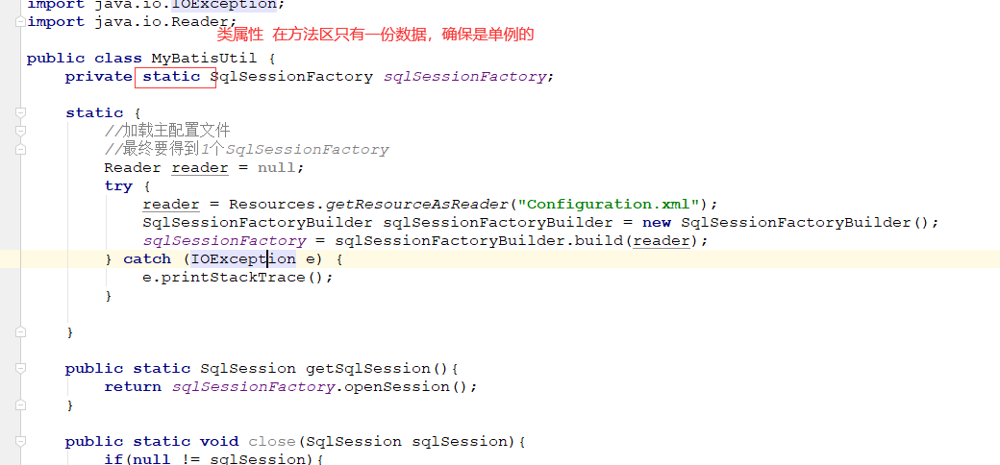 import java.io.IOException;
import java.io.Reader;
类属性 在方法区只有一份数据，确保是单例的
public class MyBatisUtil {
private static SqlSessionFactory sqlSessionFactory;
static {
//加载主配置文件
//最终要得到1个SqlSessionFactory
Reader reader = null;
try {
reader = Resources.getResourceAsReader("Configuration.xml");
SqlSessionFactoryBuilder sqlSessionFactoryBuilder = new SqlSessionFactoryBuilder();
sqlSessionFactory = sqlSessionFactoryBuilder.build(reader);
} catch (IOException e) {
e.printStackTrace();
}
}
public static SqlSession getSqlSession(){
return sqlSessionFactory.openSession();
}
public static void close(SqlSession sqlSession){
if(null != sqlSession){